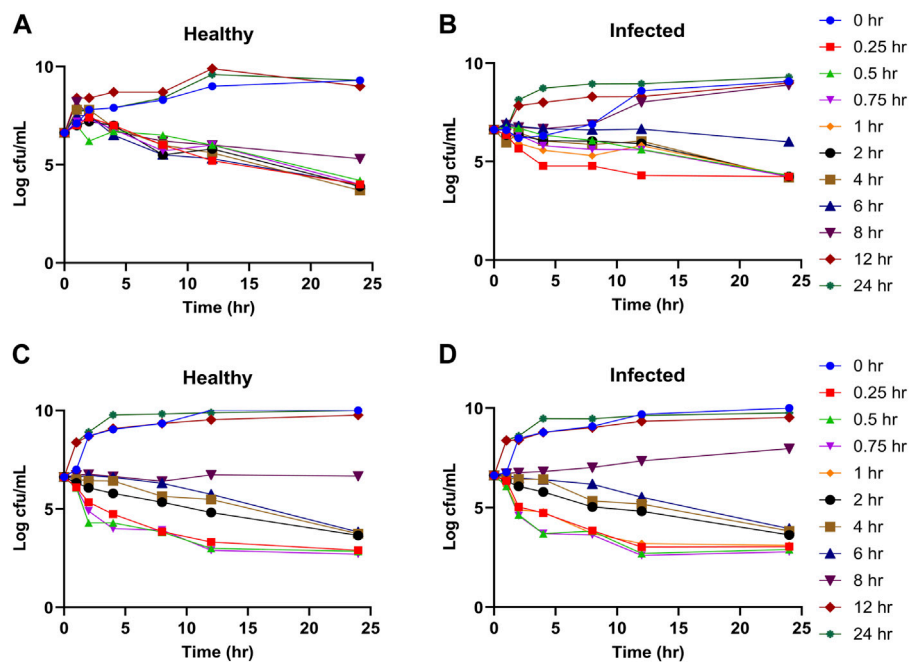 A
Healthy
Log cfu/mL
10
5
0
0 5 10 15 20 25
Time (hr)
B
Infected
Log cfu/mL
10
5
0
0 5 10 15 20 25
Time (hr)
0 hr
0.25 hr
0.5 hr
0.75 hr
1 hr
2 hr
4 hr
6 hr
8 hr
12 hr
24 hr
C
Healthy
Log cfu/mL
10
5
0
0 5 10 15 20 25
Time (hr)
D
Infected
Log cfu/mL
10
5
0
0 5 10 15 20 25
Time (hr)
0 hr
0.25 hr
0.5 hr
0.75 hr
1 hr
2 hr
4 hr
6 hr
8 hr
12 hr
24 hr